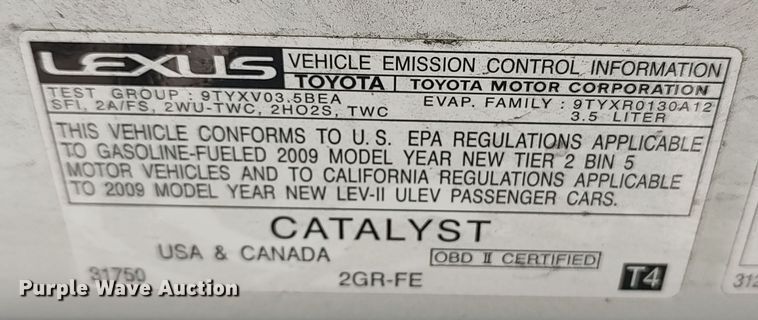 LEXUS VEHICLE EMISSION CONTROL INFORMATION
TOYOTA TOYOTA MOTOR CORPORATION
TEST GROUP : 9TYXV03.5BEA EVAP. FAMILY : 9TYXR0130A12
SFI, 2A/FS, 2WU-TWC, 2HO2S, TWC 3.5 LITER
THIS VEHICLE CONFORMS TO U.S. EPA REGULATIONS APPLICABLE
TO GASOLINE-FUELED 2009 MODEL YEAR NEW TIER 2 BIN 5
MOTOR VEHICLES AND TO CALIFORNIA REGULATIONS APPLICABLE
TO 2009 MODEL YEAR NEW LEV-II ULEV PASSENGER CARS.
CATALYST
USA & CANADA OBD II CERTIFIED
31750 2GR-FE T4
312
Purple Wave Auction